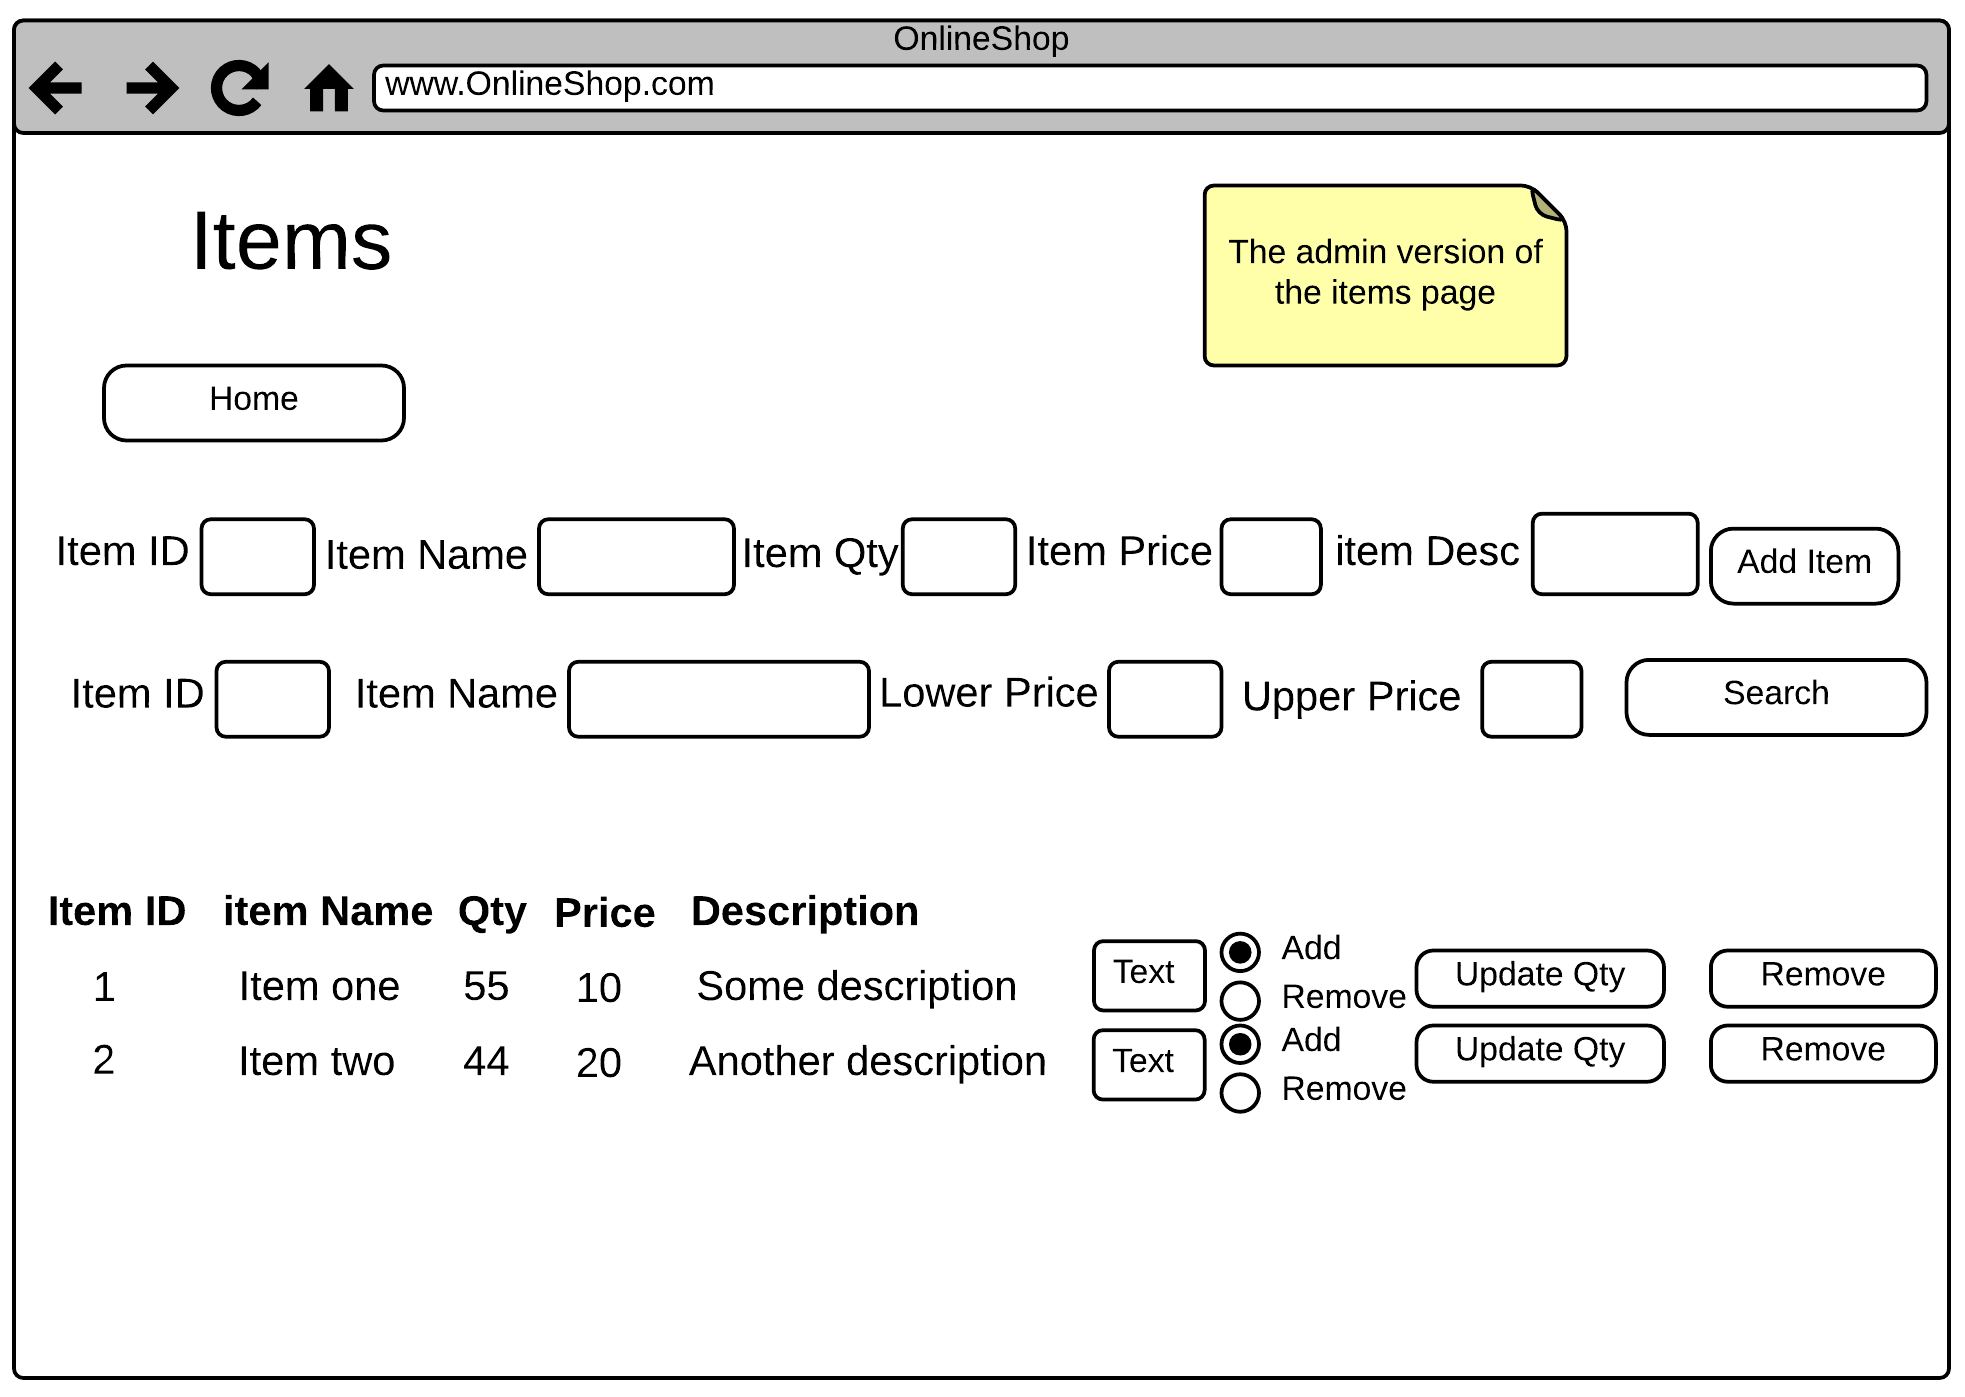 OnlineShop
www.OnlineShop.com
Items
The admin version of
the items page
Home
Item ID Item Name Item Qty Item Price item Desc Add Item
Item ID Item Name Lower Price Upper Price Search
Item ID item Name Qty Price Description
1 Item one 55 10 Some description Text Add Update Qty Remove
Remove
2 Item two 44 20 Another description Text Add Update Qty Remove
Remove